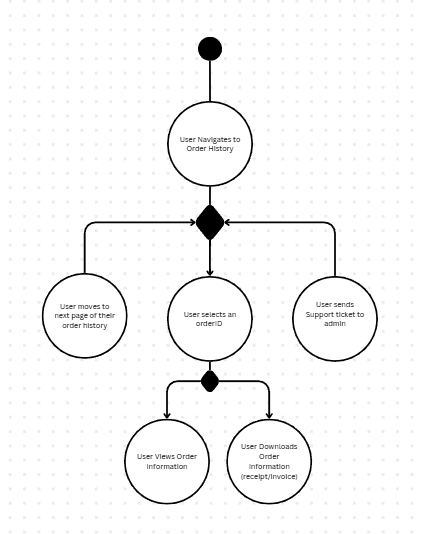 User Navigates to
Order History
User moves to
next page of their
order history
User selects an
orderID
User sends
Support ticket to
admin
User Views Order
information
User Downloads
Order
information
(receipt/invoice)